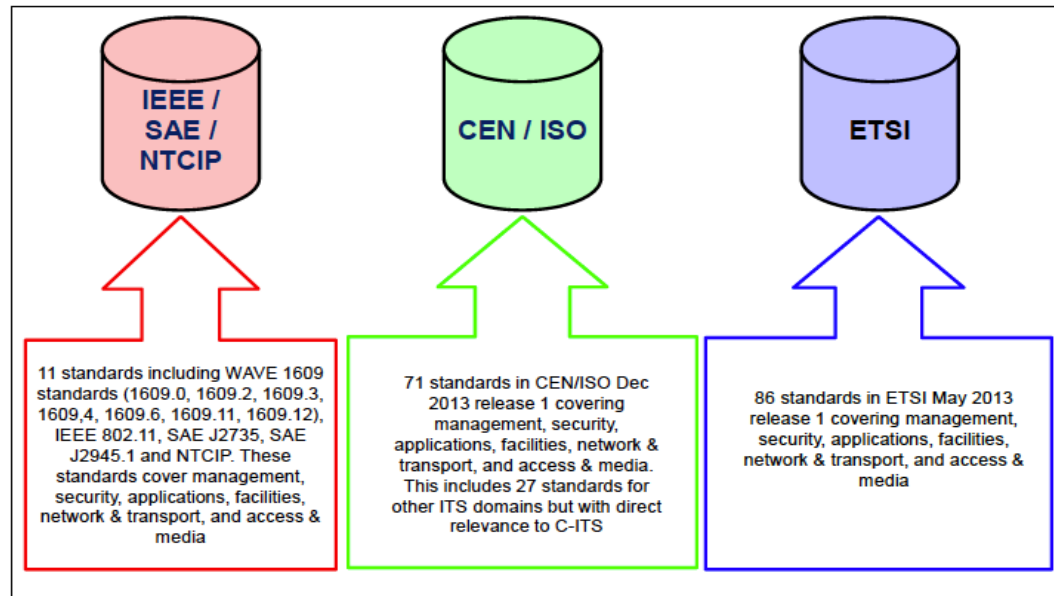 IEEE /
SAE /
NTCIP
CEN / ISO
ETSI
11 standards including WAVE 1609
standards (1609.0, 1609.2, 1609.3,
1609,4, 1609.6, 1609.11, 1609.12),
IEEE 802.11, SAE J2735, SAE
J2945.1 and NTCIP. These
standards cover management,
security, applications, facilities,
network & transport, and access &
media
71 standards in CEN/ISO Dec
2013 release 1 covering
management, security,
applications, facilities, network &
transport, and access & media.
This includes 27 standards for
other ITS domains but with direct
relevance to C-ITS
86 standards in ETSI May 2013
release 1 covering management,
security, applications, facilities,
network & transport, and access &
media